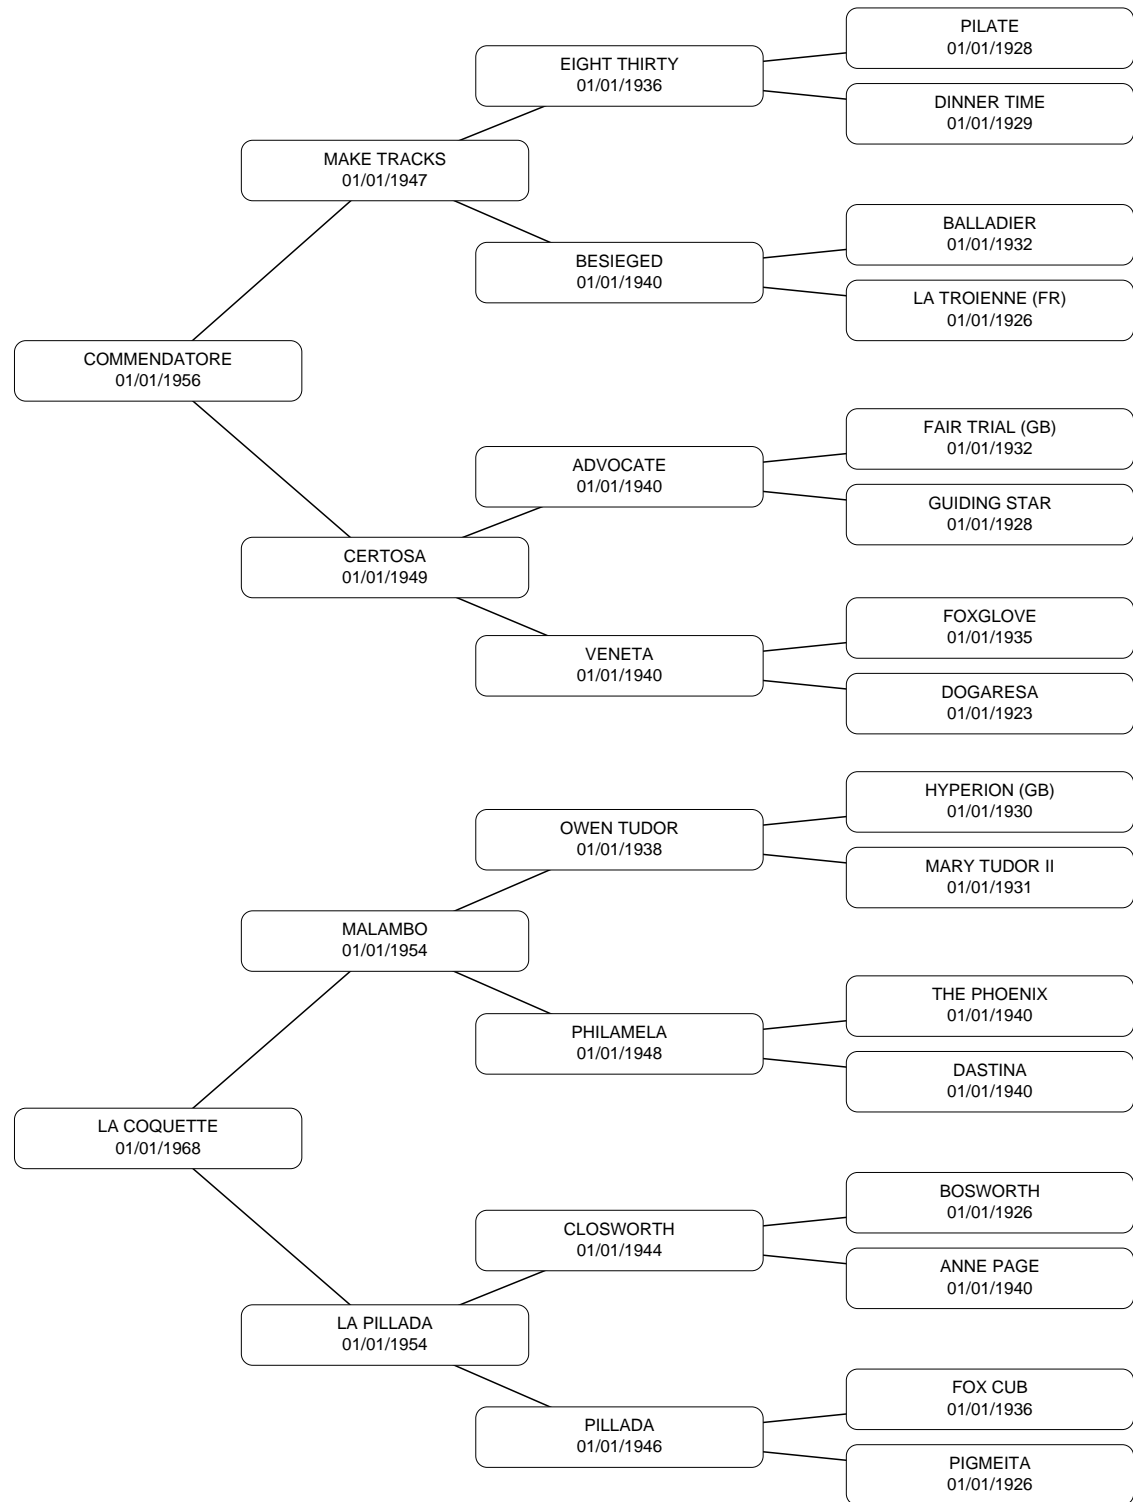 PILATE
01/01/1928
EIGHT THIRTY
01/01/1936
DINNER TIME
01/01/1929
MAKE TRACKS
01/01/1947
BALLADIER
01/01/1932
BESIEGED
01/01/1940
LA TROIENNE (FR)
01/01/1926
COMMENDATORE
01/01/1956
FAIR TRIAL (GB)
01/01/1932
ADVOCATE
01/01/1940
GUIDING STAR
01/01/1928
CERTOSA
01/01/1949
FOXGLOVE
01/01/1935
VENETA
01/01/1940
DOGARESA
01/01/1923
HYPERION (GB)
01/01/1930
OWEN TUDOR
01/01/1938
MARY TUDOR II
01/01/1931
MALAMBO
01/01/1954
THE PHOENIX
01/01/1940
PHILAMELA
01/01/1948
DASTINA
01/01/1940
LA COQUETTE
01/01/1968
BOSWORTH
01/01/1926
CLOSWORTH
01/01/1944
ANNE PAGE
01/01/1940
LA PILLADA
01/01/1954
FOX CUB
01/01/1936
PILLADA
01/01/1946
PIGMEITA
01/01/1926